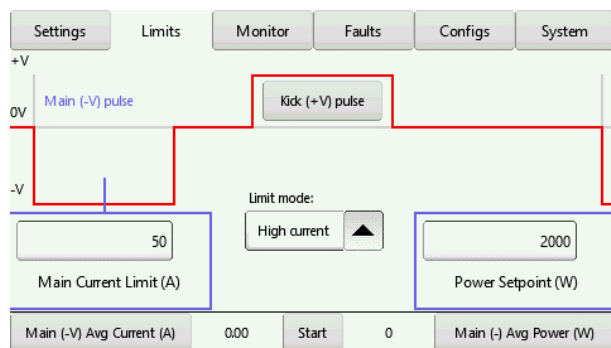 Settings Limits Monitor Faults Configs System
+V
Main (-V) pulse Kick (+V) pulse
0V
-V
Limit mode:
High current
50 2000
Main Current Limit (A) Power Setpoint (W)
Main (-V) Avg Current (A) 0.00 Start 0 Main (-) Avg Power (W)